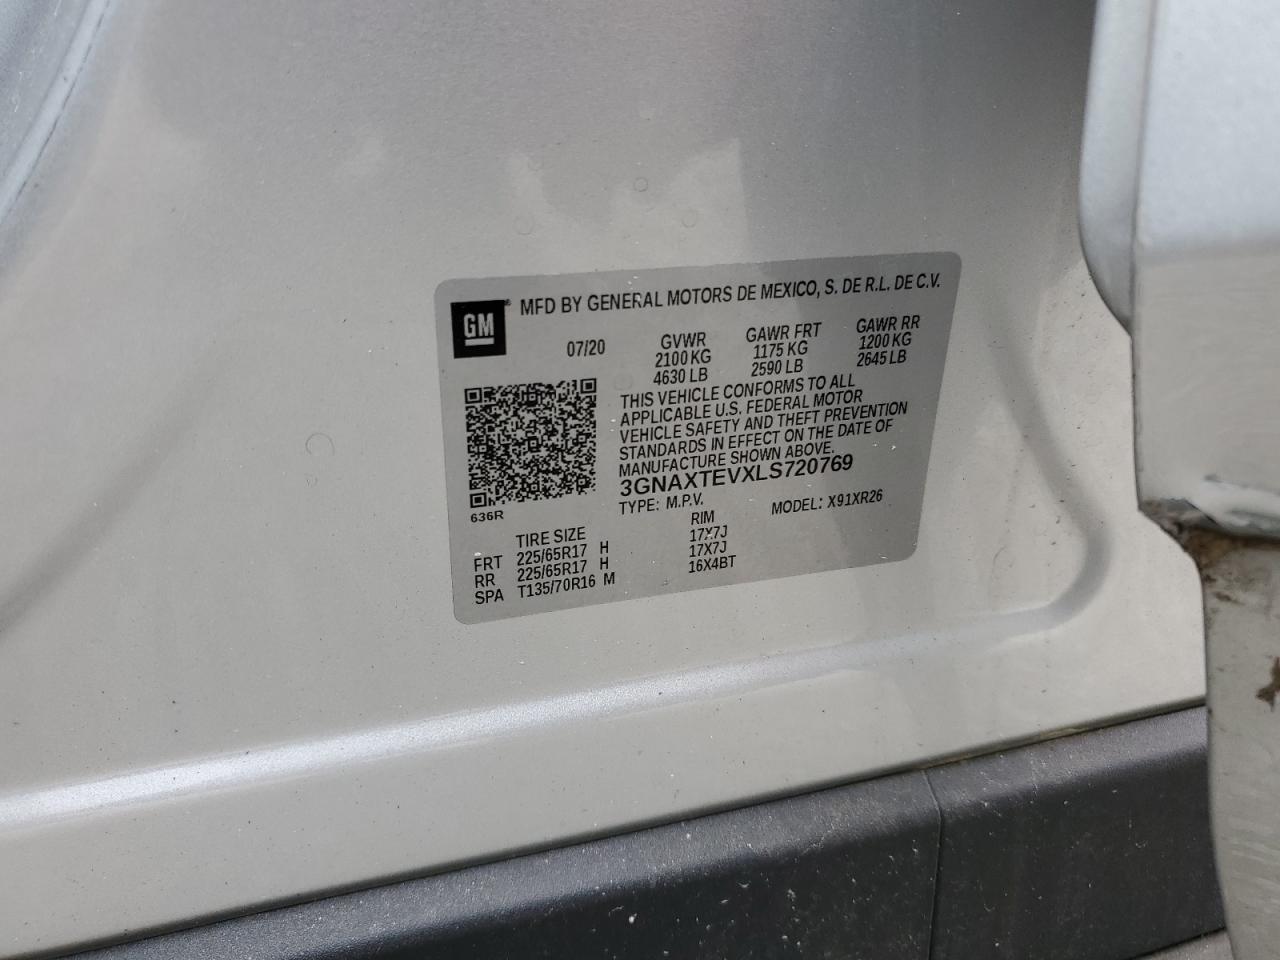 GM ® MFD BY GENERAL MOTORS DE MEXICO, S. DE R.L. DE C.V.
07/20
GVWR GAWR FRT GAWR RR
2100 KG 1175 KG 1200 KG
4630 LB 2590 LB 2645 LB
THIS VEHICLE CONFORMS TO ALL
APPLICABLE U.S. FEDERAL MOTOR
VEHICLE SAFETY AND THEFT PREVENTION
STANDARDS IN EFFECT ON THE DATE OF
MANUFACTURE SHOWN ABOVE.
3GNAXTEVXLS720769
TYPE: M.P.V. MODEL: X91XR26
636R
TIRE SIZE RIM
FRT 225/65R17 H 17X7J
RR 225/65R17 H 17X7J
SPA T135/70R16 M 16X4BT